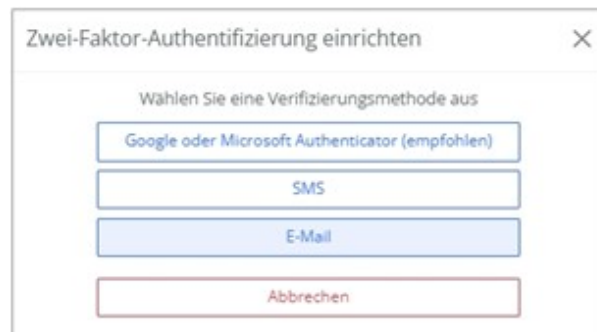 Zwei-Faktor-Authentifizierung einrichten
Wählen Sie eine Verifizierungsmethode aus
Google oder Microsoft Authenticator (empfohlen)
SMS
E-Mail
Abbrechen